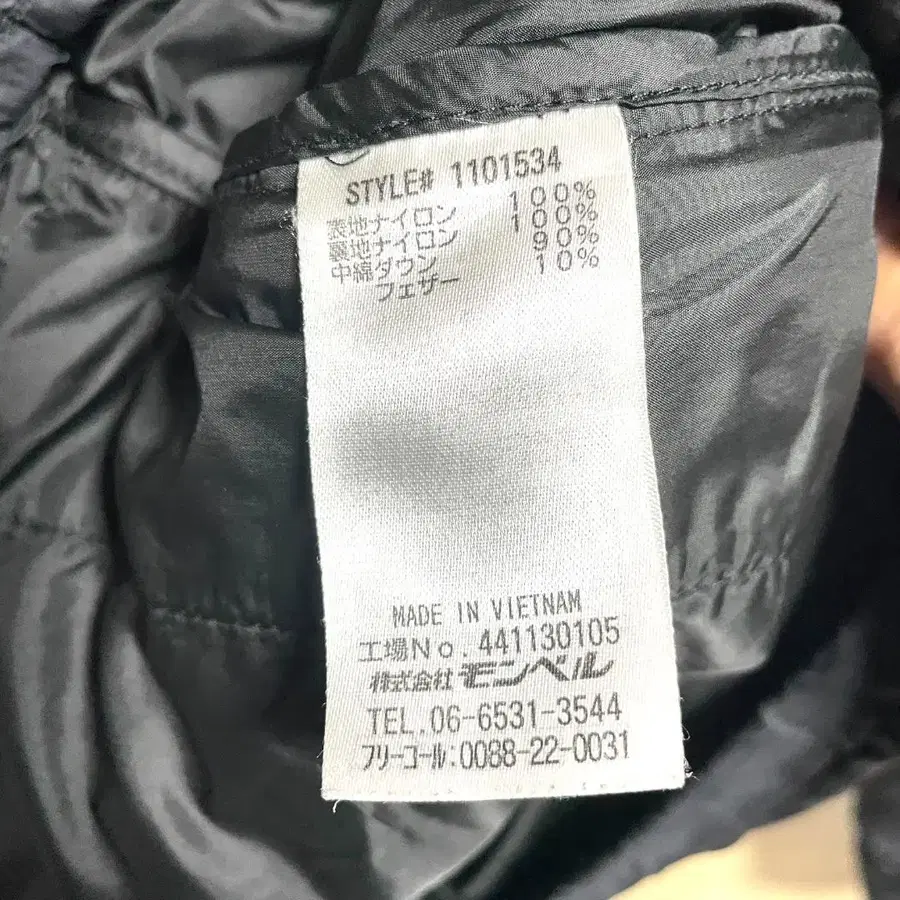 STYLE# 1101534
表地ナイロン 100%
裏地ナイロン 100%
中綿ダウン 90%
フェザー 10%
MADE IN VIETNAM
工場No.441130105
株式会社モンベル
TEL.06-6531-3544
フリーコール:0088-22-0031